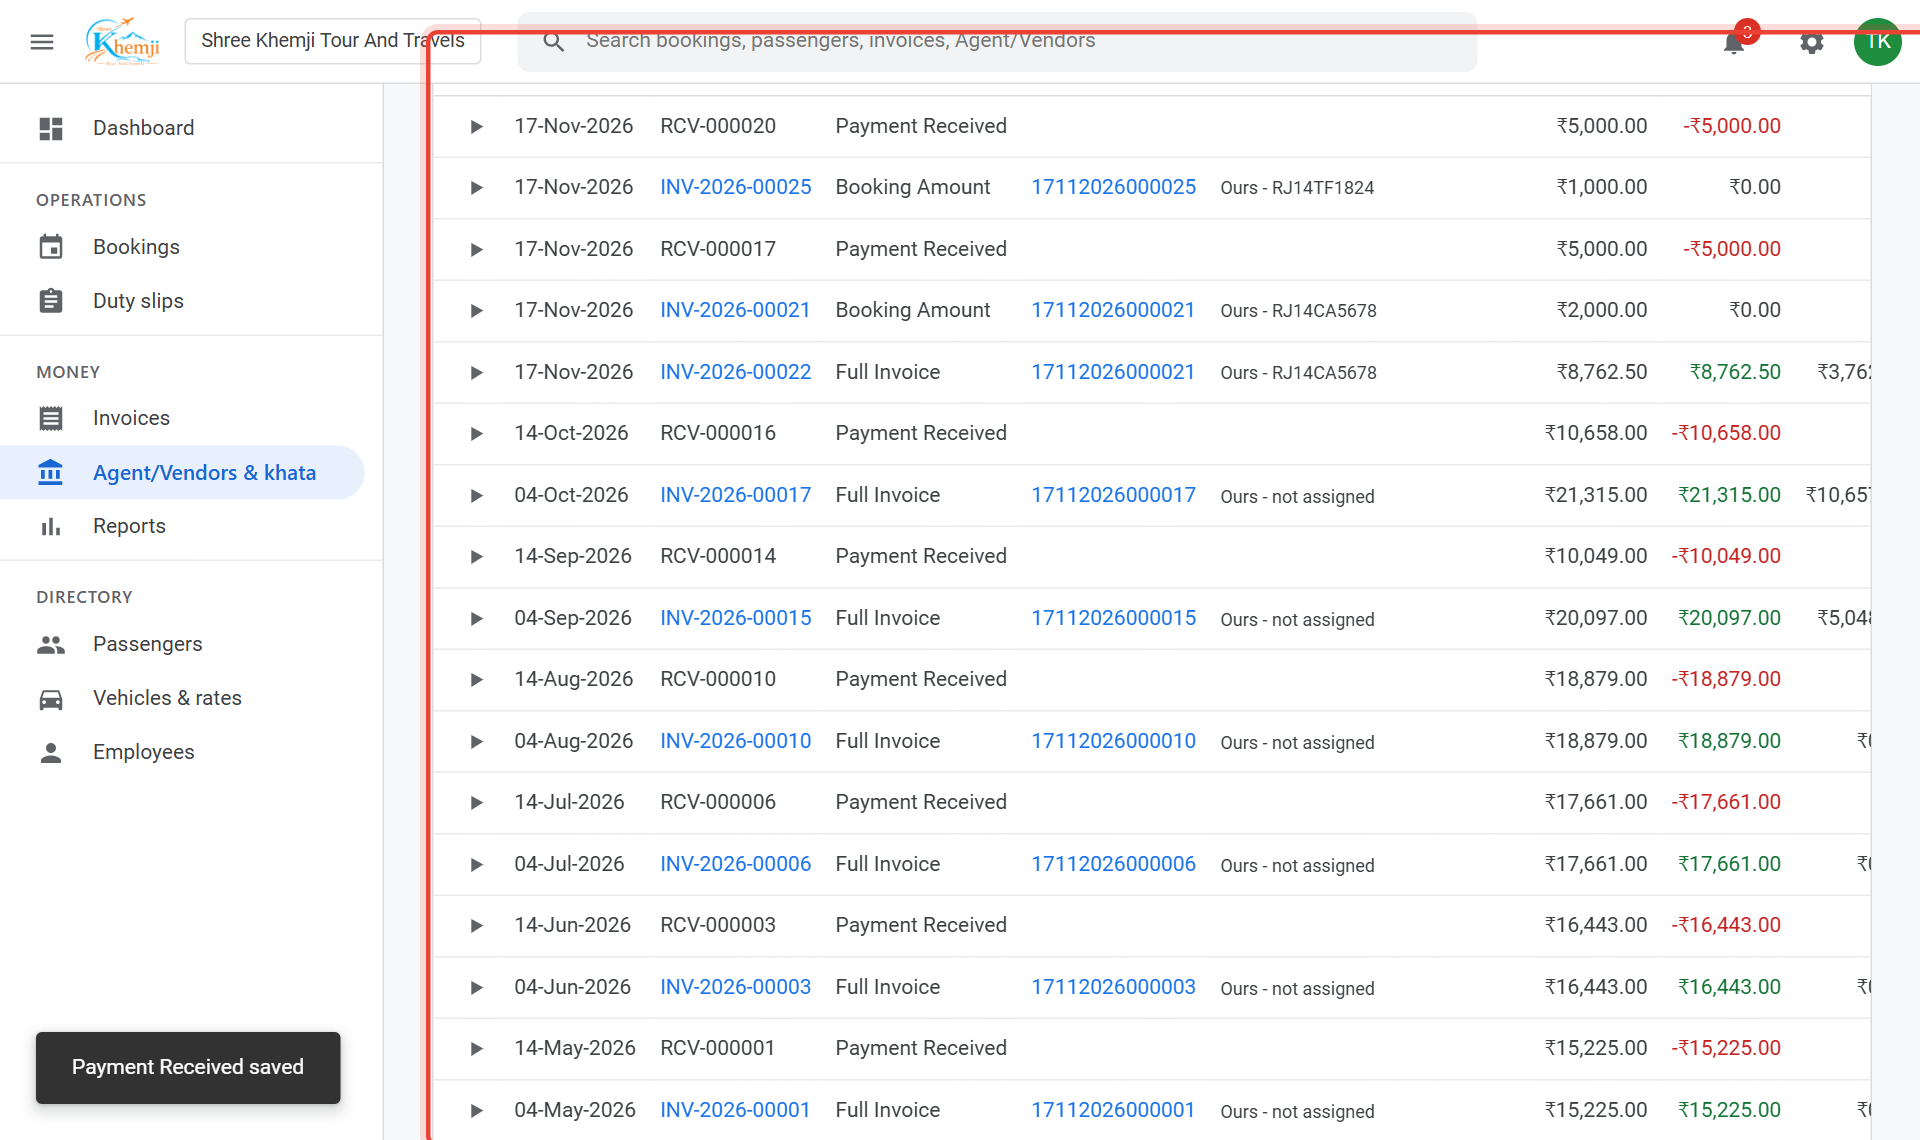 Khemji
Shree Khemji Tour And Travels
Search bookings, passengers, invoices, Agent/Vendors
3
TK
Dashboard
OPERATIONS
Bookings
Duty slips
MONEY
Invoices
Agent/Vendors & khata
Reports
DIRECTORY
Passengers
Vehicles & rates
Employees
Payment Received saved
17-Nov-2026 RCV-000020 Payment Received ₹5,000.00 -₹5,000.00
17-Nov-2026 INV-2026-00025 Booking Amount 17112026000025 Ours - RJ14TF1824 ₹1,000.00 ₹0.00
17-Nov-2026 RCV-000017 Payment Received ₹5,000.00 -₹5,000.00
17-Nov-2026 INV-2026-00021 Booking Amount 17112026000021 Ours - RJ14CA5678 ₹2,000.00 ₹0.00
17-Nov-2026 INV-2026-00022 Full Invoice 17112026000021 Ours - RJ14CA5678 ₹8,762.50 ₹8,762.50 ₹3,762
14-Oct-2026 RCV-000016 Payment Received ₹10,658.00 -₹10,658.00
04-Oct-2026 INV-2026-00017 Full Invoice 17112026000017 Ours - not assigned ₹21,315.00 ₹21,315.00 ₹10,657
14-Sep-2026 RCV-000014 Payment Received ₹10,049.00 -₹10,049.00
04-Sep-2026 INV-2026-00015 Full Invoice 17112026000015 Ours - not assigned ₹20,097.00 ₹20,097.00 ₹5,048
14-Aug-2026 RCV-000010 Payment Received ₹18,879.00 -₹18,879.00
04-Aug-2026 INV-2026-00010 Full Invoice 17112026000010 Ours - not assigned ₹18,879.00 ₹18,879.00 ₹0
14-Jul-2026 RCV-000006 Payment Received ₹17,661.00 -₹17,661.00
04-Jul-2026 INV-2026-00006 Full Invoice 17112026000006 Ours - not assigned ₹17,661.00 ₹17,661.00 ₹0
14-Jun-2026 RCV-000003 Payment Received ₹16,443.00 -₹16,443.00
04-Jun-2026 INV-2026-00003 Full Invoice 17112026000003 Ours - not assigned ₹16,443.00 ₹16,443.00 ₹0
14-May-2026 RCV-000001 Payment Received ₹15,225.00 -₹15,225.00
04-May-2026 INV-2026-00001 Full Invoice 17112026000001 Ours - not assigned ₹15,225.00 ₹15,225.00 ₹0